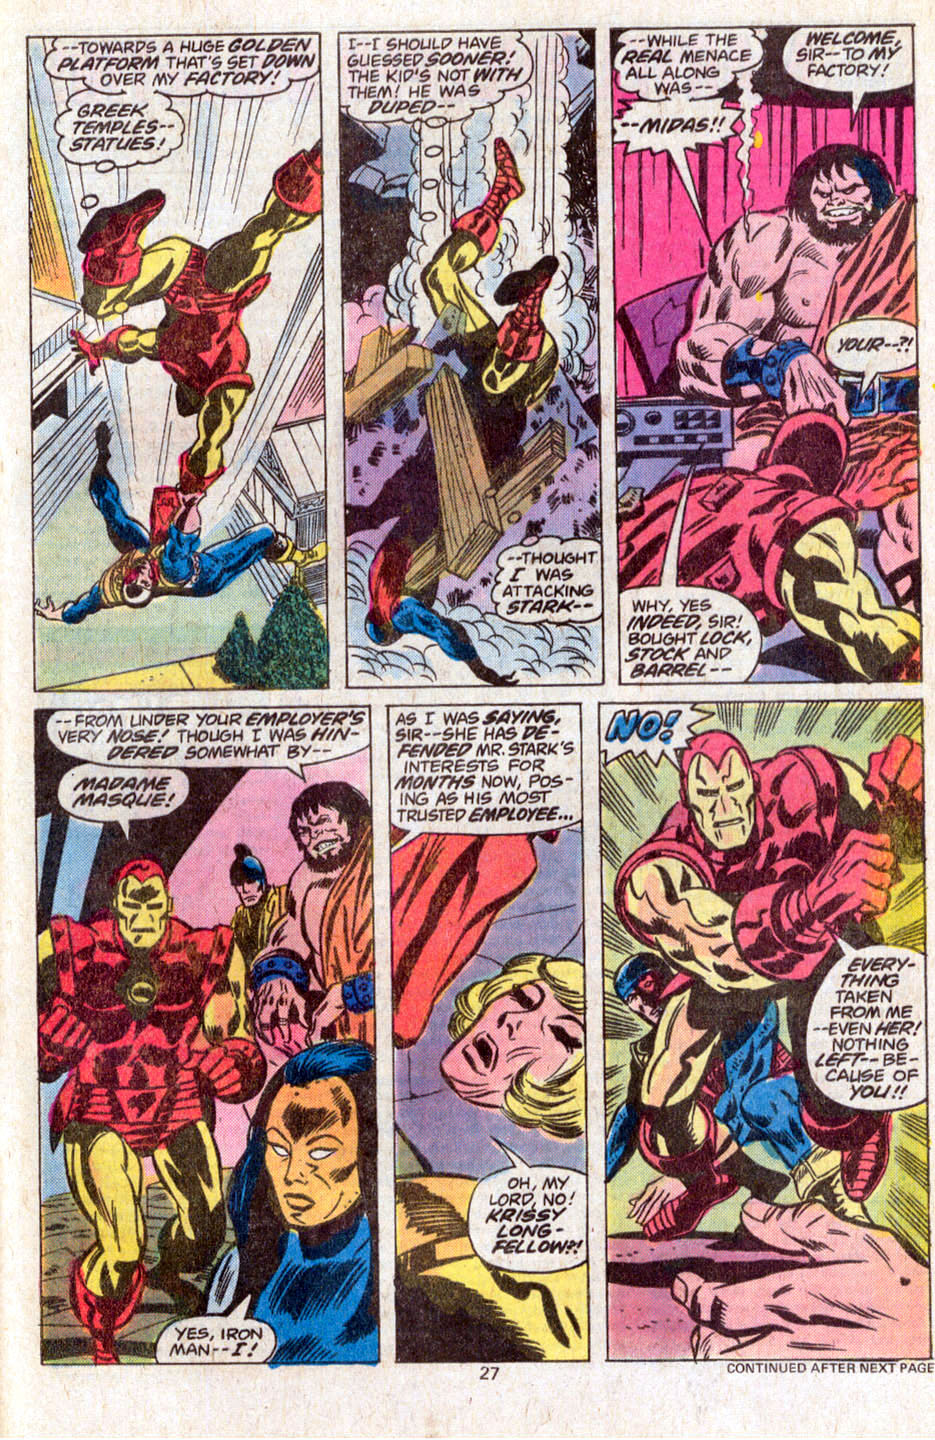 --TOWARDS A HUGE GOLDEN
PLATFORM THAT'S SET DOWN
OVER MY FACTORY!
GREEK
TEMPLES--
STATUES!
I--I SHOULD HAVE
GUESSED SOONER!
THE KID'S NOT WITH
THEM! HE WAS
DUPED--
--THOUGHT
I WAS
ATTACKING
STARK--
--WHILE THE
REAL MENACE
ALL ALONG
WAS--
--MIDAS!!
WELCOME,
SIR--TO MY
FACTORY!
YOUR--?!
WHY, YES
INDEED, SIR!
BOUGHT LOCK,
STOCK AND
BARREL--
--FROM UNDER YOUR EMPLOYER'S
VERY NOSE! THOUGH I WAS HIN-
DERED SOMEWHAT BY--
MADAME
MASQUE!
YES, IRON
MAN--I!
AS I WAS SAYING,
SIR--SHE HAS DE-
FENDED MR. STARK'S
INTERESTS FOR
MONTHS NOW, POS-
ING AS HIS MOST
TRUSTED EMPLOYEE...
OH, MY
LORD, NO!
KRISSY
LONG-
FELLOW?!
NO!
EVERY-
THING
TAKEN
FROM ME
--EVEN HER!
NOTHING
LEFT--BE-
CAUSE OF
YOU!!
27
CONTINUED AFTER NEXT PAGE